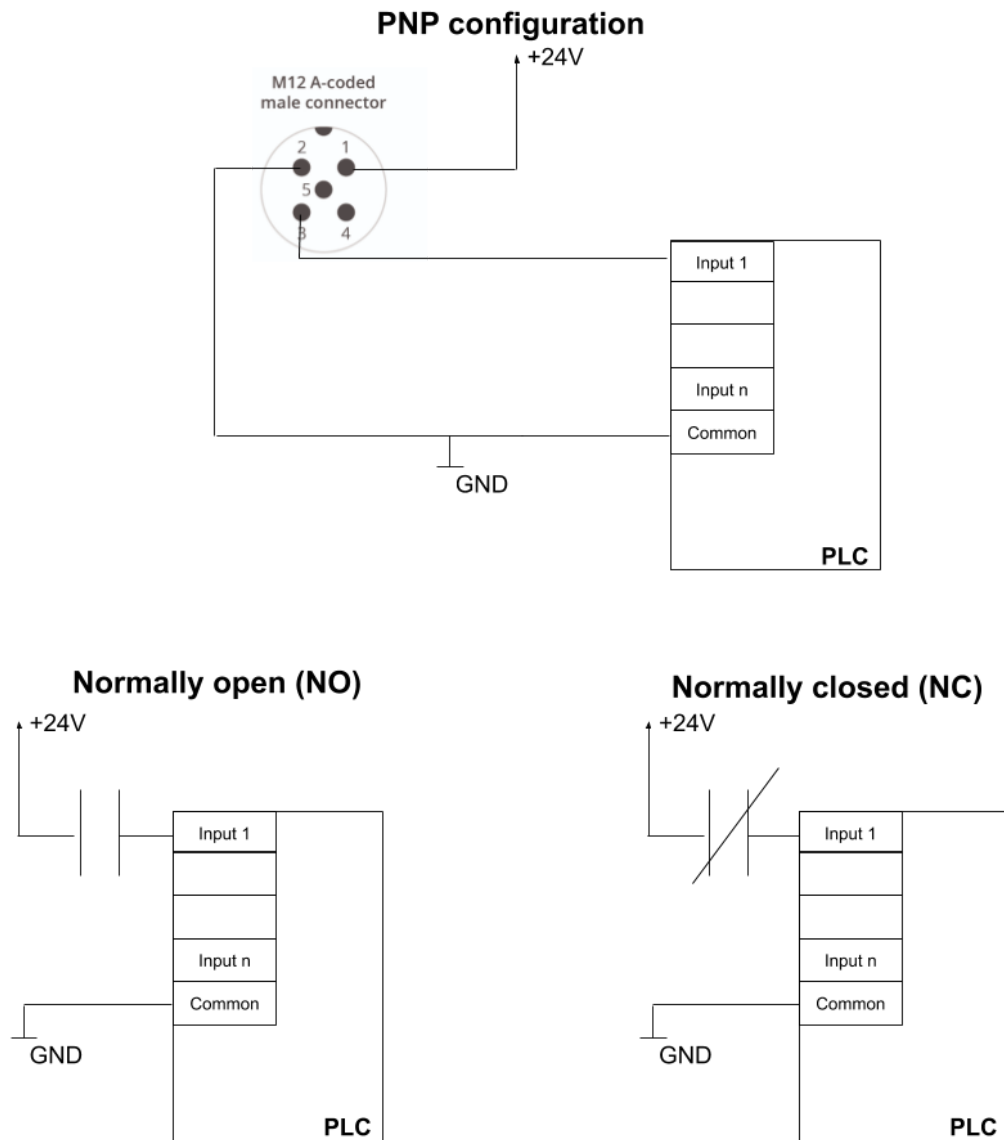 PNP configuration
+24V
M12 A-coded
male connector
2 1
5
3 4
Input 1
Input n
Common
GND
PLC
Normally open (NO)
Normally closed (NC)
+24V
+24V
Input 1
Input 1
Input n
Input n
Common
Common
GND
GND
PLC
PLC